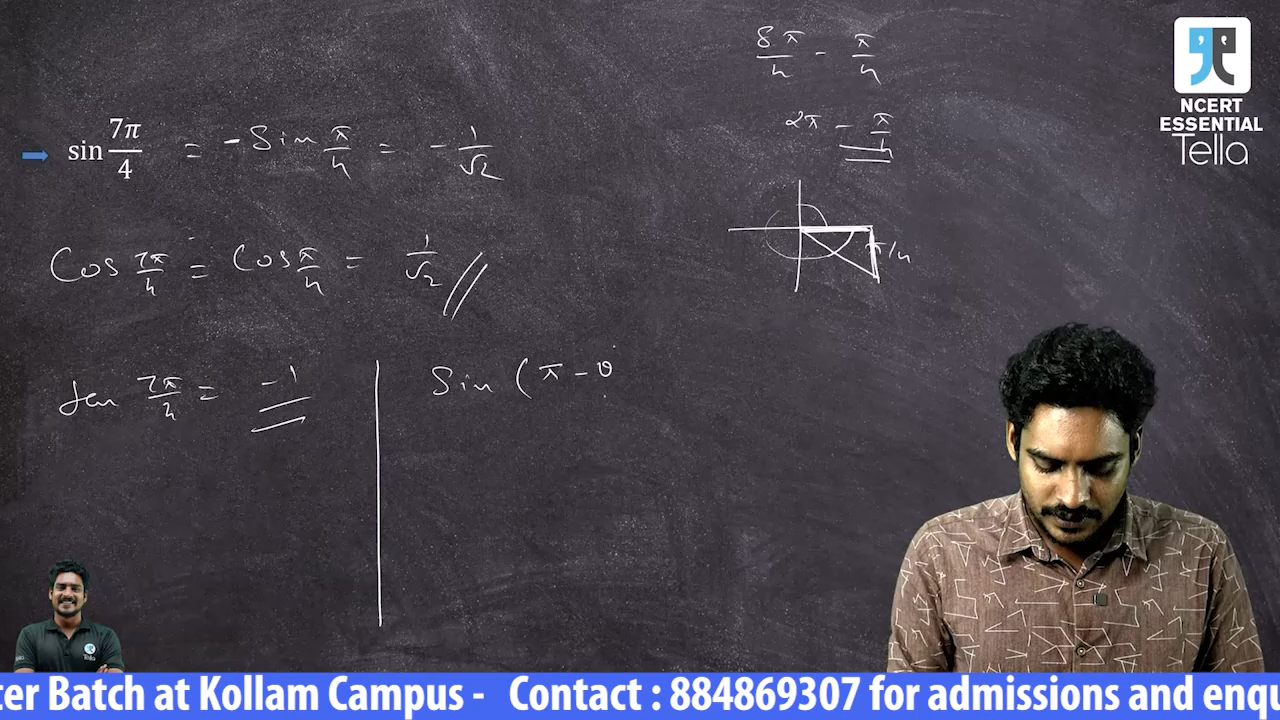 sin 7π/4 = - Sin π/4 = - 1/√2
Cos 7π/4 = Cos π/4 = 1/√2
tan 7π/4 = -1
Sin (π - θ
8π/4 - π/4
2π - π/4
π/4
NCERT
ESSENTIAL
Tella
Tella
ter Batch at Kollam Campus - Contact : 884869307 for admissions and enqu